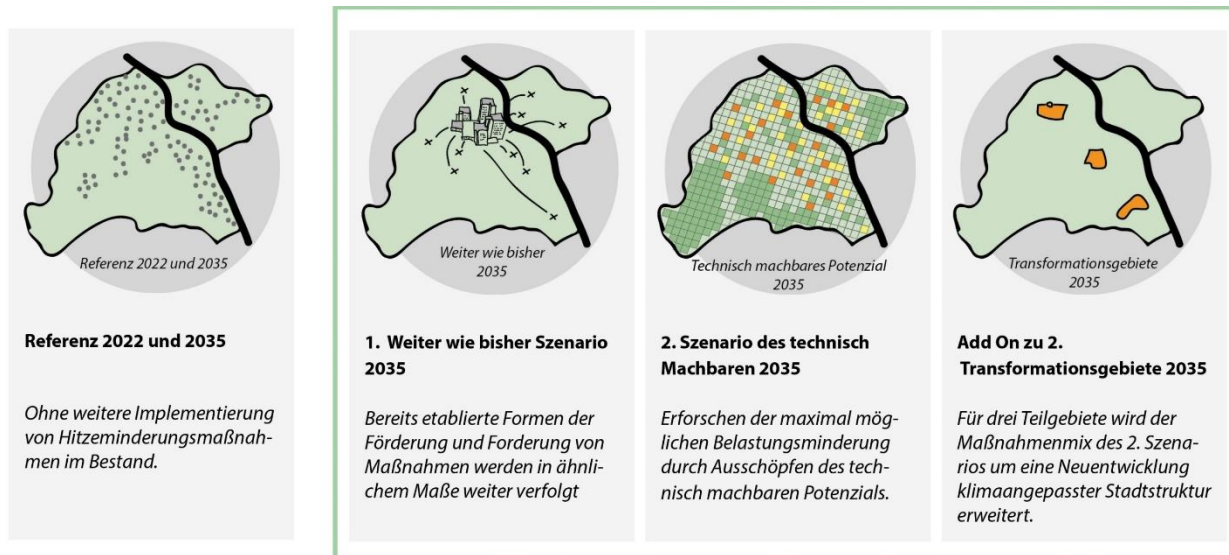 Referenz 2022 und 2035
Referenz 2022 und 2035
Ohne weitere Implementierung
von Hitzeminderungsmaßnah-
men im Bestand.
Weiter wie bisher
2035
1. Weiter wie bisher Szenario
2035
Bereits etablierte Formen der
Förderung und Forderung von
Maßnahmen werden in ähnli-
chem Maße weiter verfolgt
Technisch machbares Potenzial
2035
2. Szenario des technisch
Machbaren 2035
Erforschen der maximal mög-
lichen Belastungsminderung
durch Ausschöpfen des tech-
nisch machbaren Potenzials.
Transformationsgebiete
2035
Add On zu 2.
Transformationsgebiete 2035
Für drei Teilgebiete wird der
Maßnahmenmix des 2. Szena-
rios um eine Neuentwicklung
klimaangepasster Stadtstruktur
erweitert.